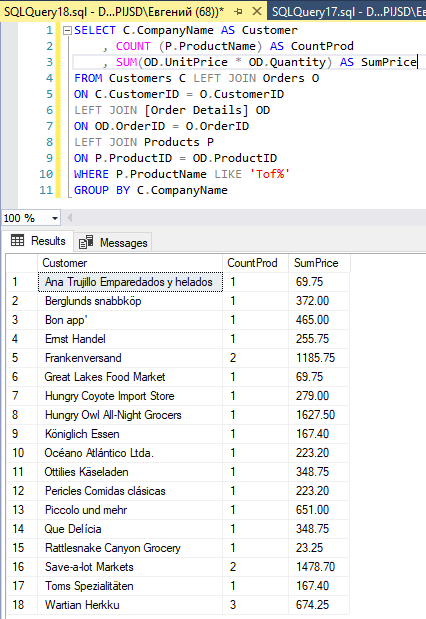 SQLQuery18.sql - D...PIJSD\Евгений (68))* SQLQuery17.sql - D...PIJSD\Евг
1 SELECT C.CompanyName AS Customer
2 , COUNT (P.ProductName) AS CountProd
3 , SUM(OD.UnitPrice * OD.Quantity) AS SumPrice
4 FROM Customers C LEFT JOIN Orders O
5 ON C.CustomerID = O.CustomerID
6 LEFT JOIN [Order Details] OD
7 ON OD.OrderID = O.OrderID
8 LEFT JOIN Products P
9 ON P.ProductID = OD.ProductID
10 WHERE P.ProductName LIKE 'Tof%'
11 GROUP BY C.CompanyName
100 %
Results Messages
Customer CountProd SumPrice
1 Ana Trujillo Emparedados y helados 1 69.75
2 Berglunds snabbköp 1 372.00
3 Bon app' 1 465.00
4 Ernst Handel 1 255.75
5 Frankenversand 2 1185.75
6 Great Lakes Food Market 1 69.75
7 Hungry Coyote Import Store 1 279.00
8 Hungry Owl All-Night Grocers 1 1627.50
9 Königlich Essen 1 167.40
10 Océano Atlántico Ltda. 1 223.20
11 Ottilies Käseladen 1 348.75
12 Pericles Comidas clásicas 1 223.20
13 Piccolo und mehr 1 651.00
14 Que Delícia 1 348.75
15 Rattlesnake Canyon Grocery 1 23.25
16 Save-a-lot Markets 2 1478.70
17 Toms Spezialitäten 1 167.40
18 Wartian Herkku 3 674.25